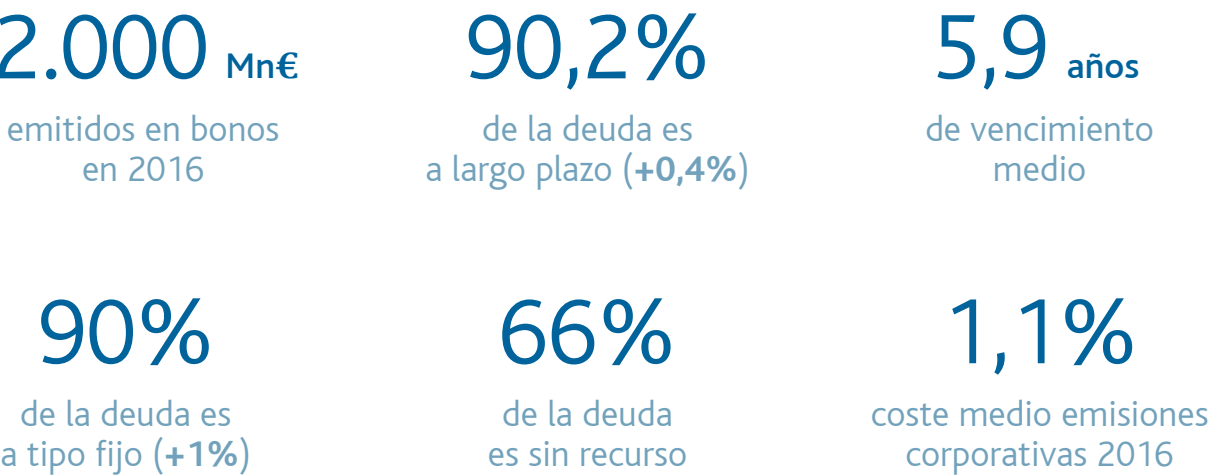 2.000 Mn€
emitidos en bonos
en 2016
90,2%
de la deuda es
a largo plazo (+0,4%)
5,9 años
de vencimiento
medio
90%
de la deuda es
a tipo fijo (+1%)
66%
de la deuda
es sin recurso
1,1%
coste medio emisiones
corporativas 2016